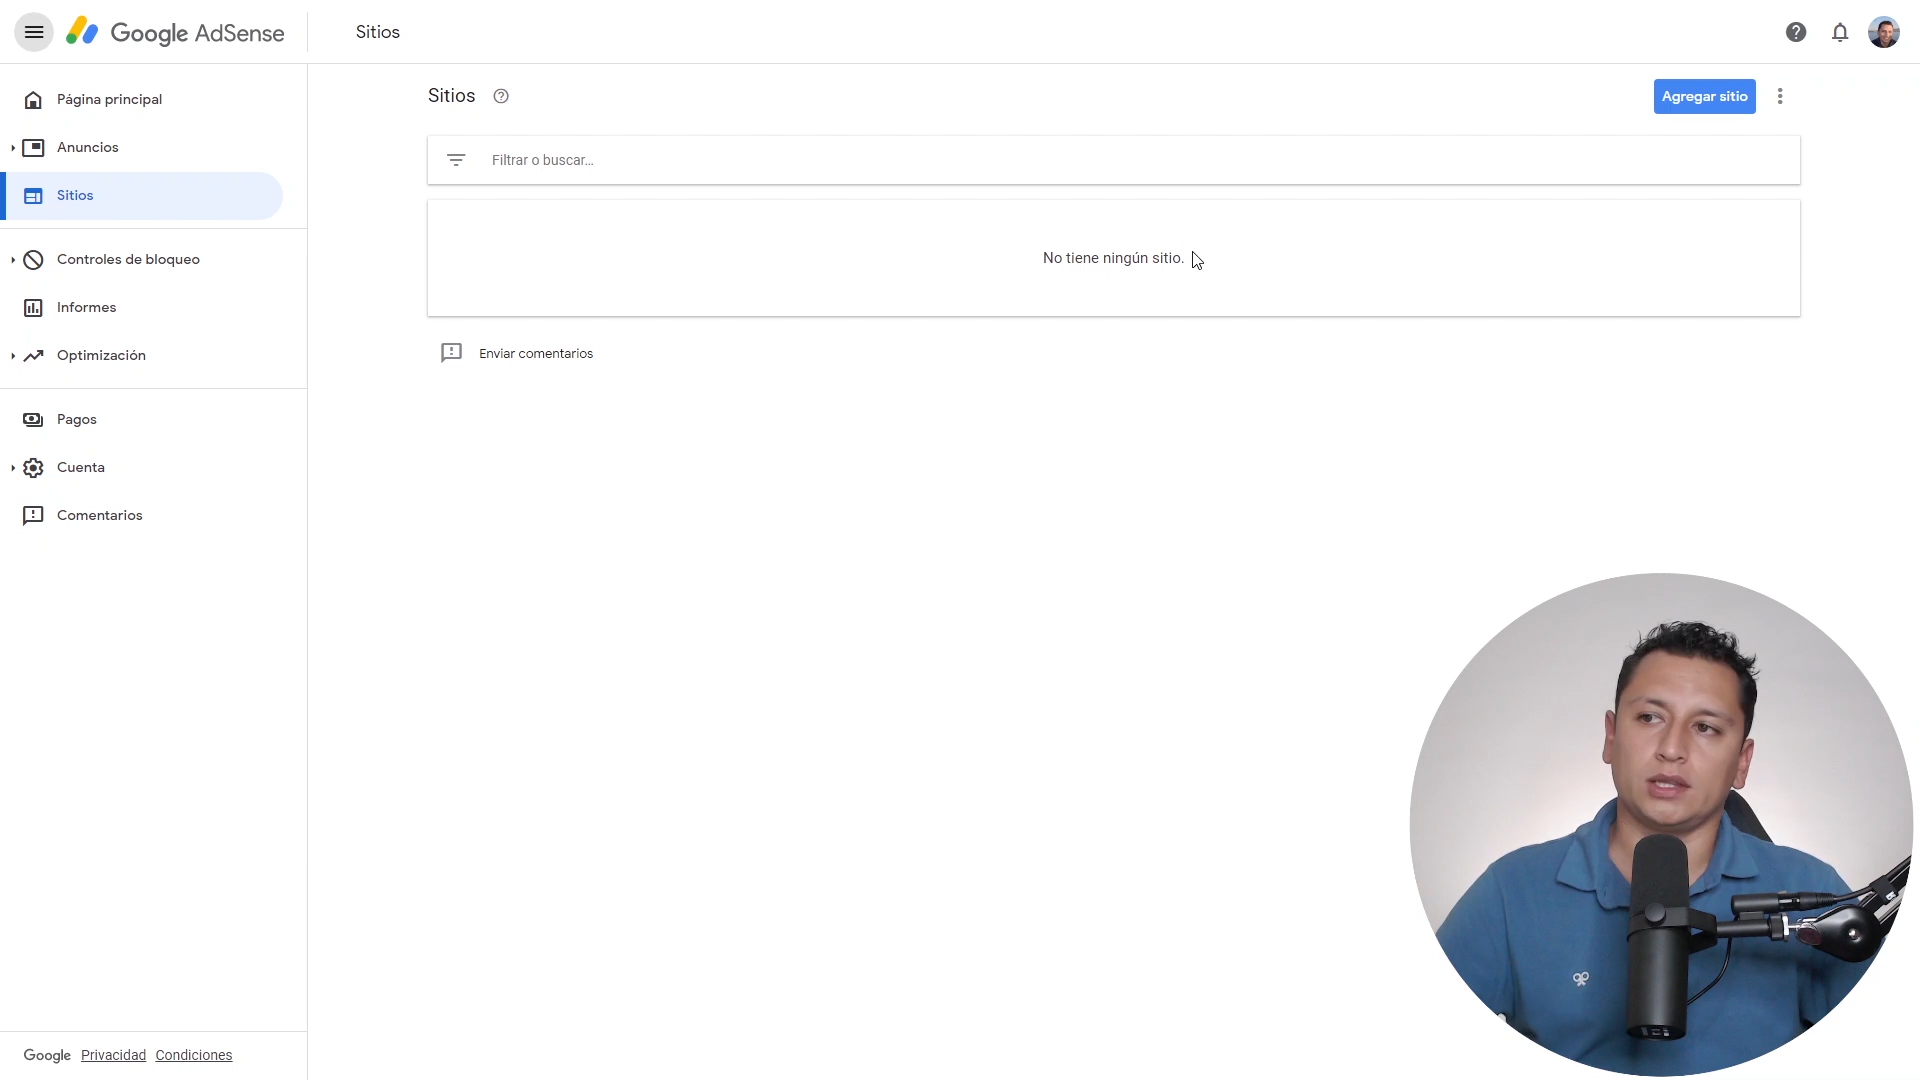 Google AdSense
Sitios
Página principal
Anuncios
Sitios
Controles de bloqueo
Informes
Optimización
Pagos
Cuenta
Comentarios
Google Privacidad Condiciones
Sitios
Agregar sitio
Filtrar o buscar...
No tiene ningún sitio.
Enviar comentarios